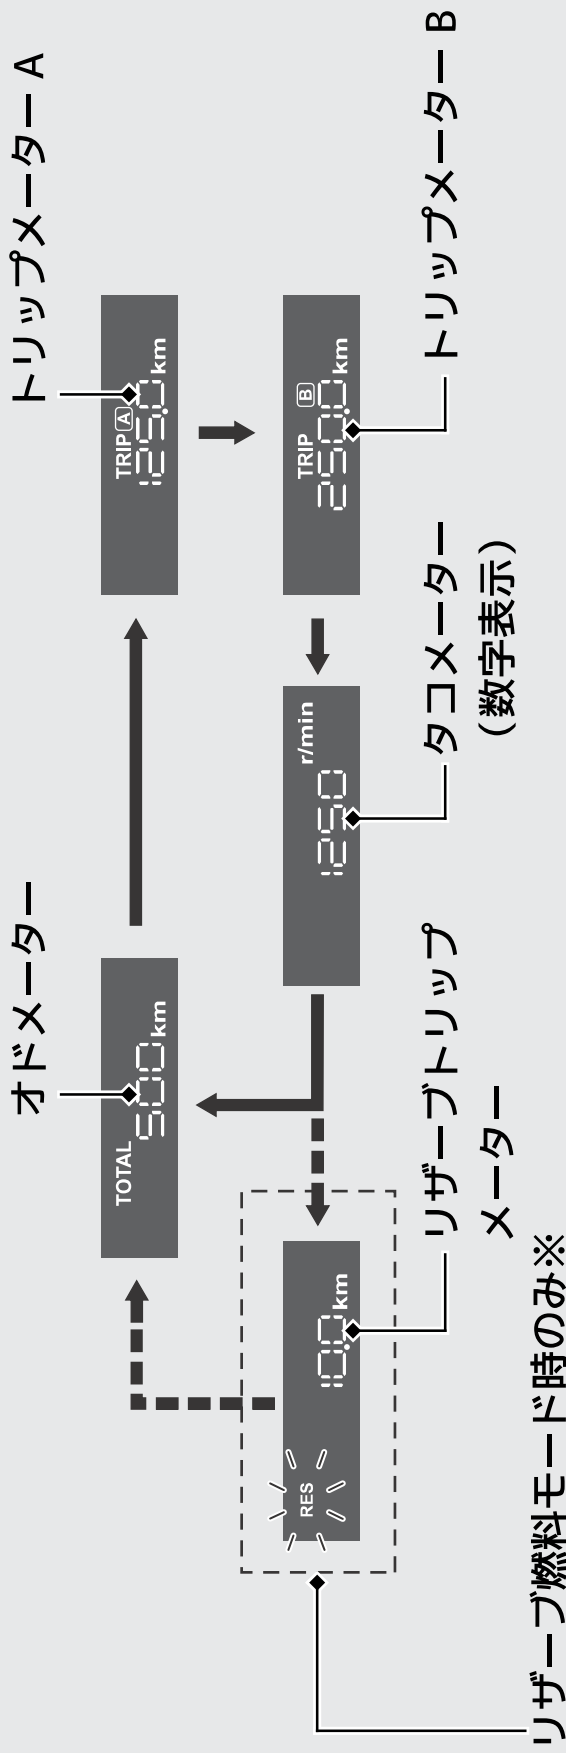 オドメーター
トリップメーター A
TOTAL
500 km
TRIP A
125.0 km
RES
10.0 km
r/min
1250
TRIP B
250.0 km
リザーブトリップ
メーター
タコメーター
（数字表示）
トリップメーター B
リザーブ燃料モード時のみ※